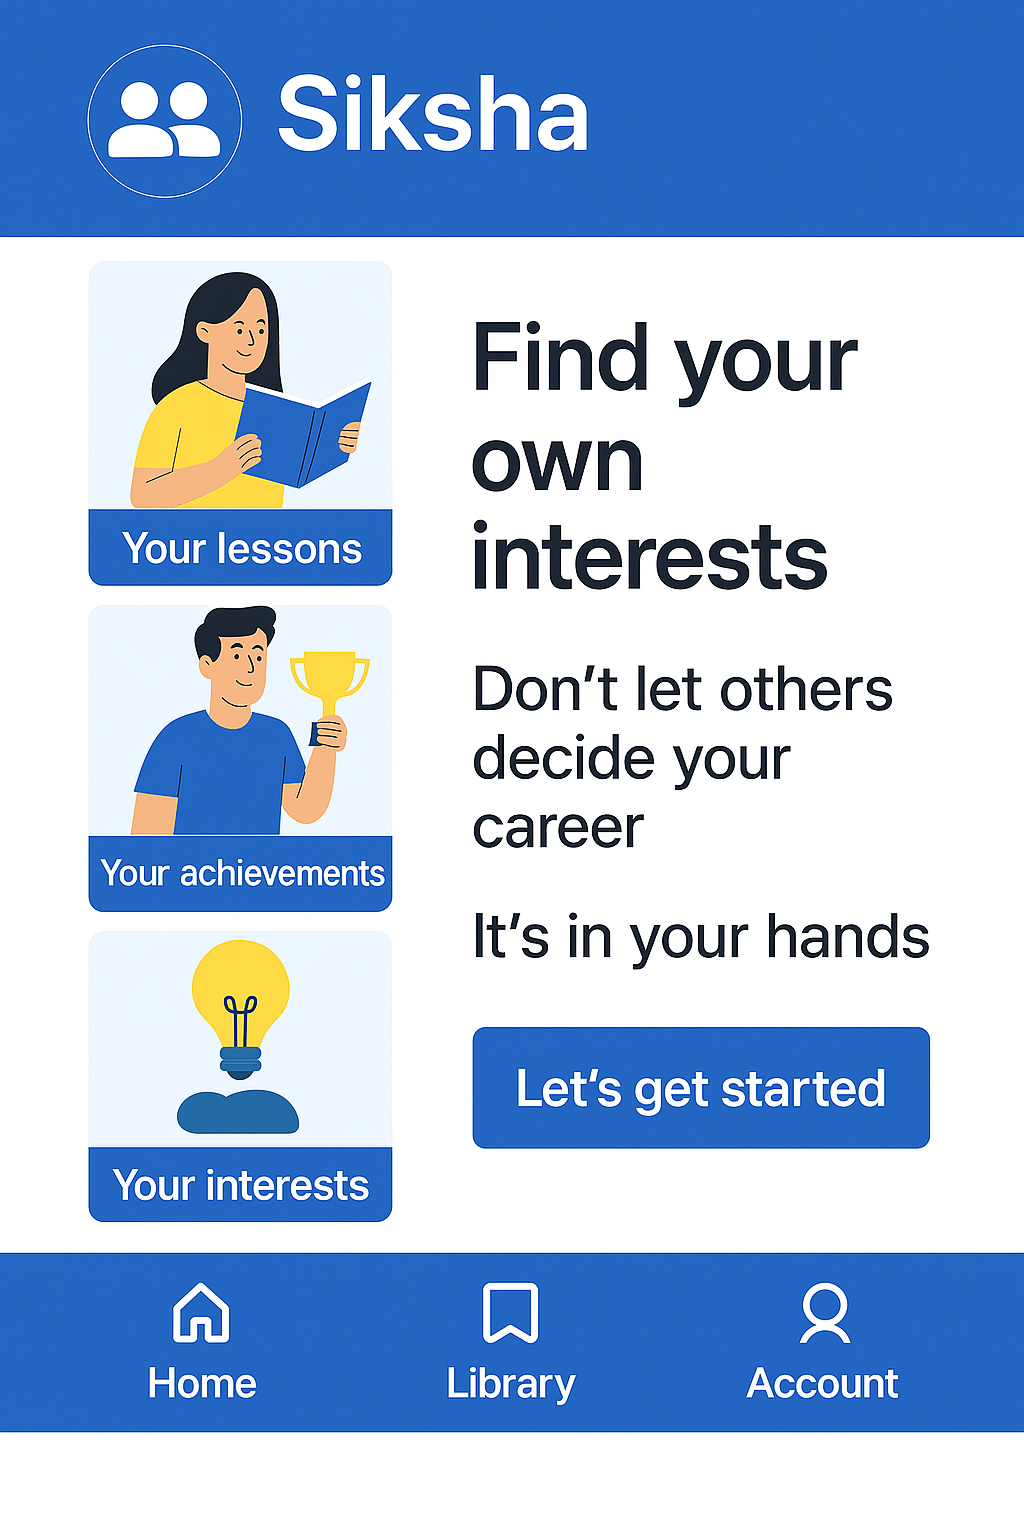 Siksha
Your lessons
Your achievements
Your interests
Find your
own
interests
Don’t let others
decide your
career
It’s in your hands
Let‘s get started
Home
Library
Account